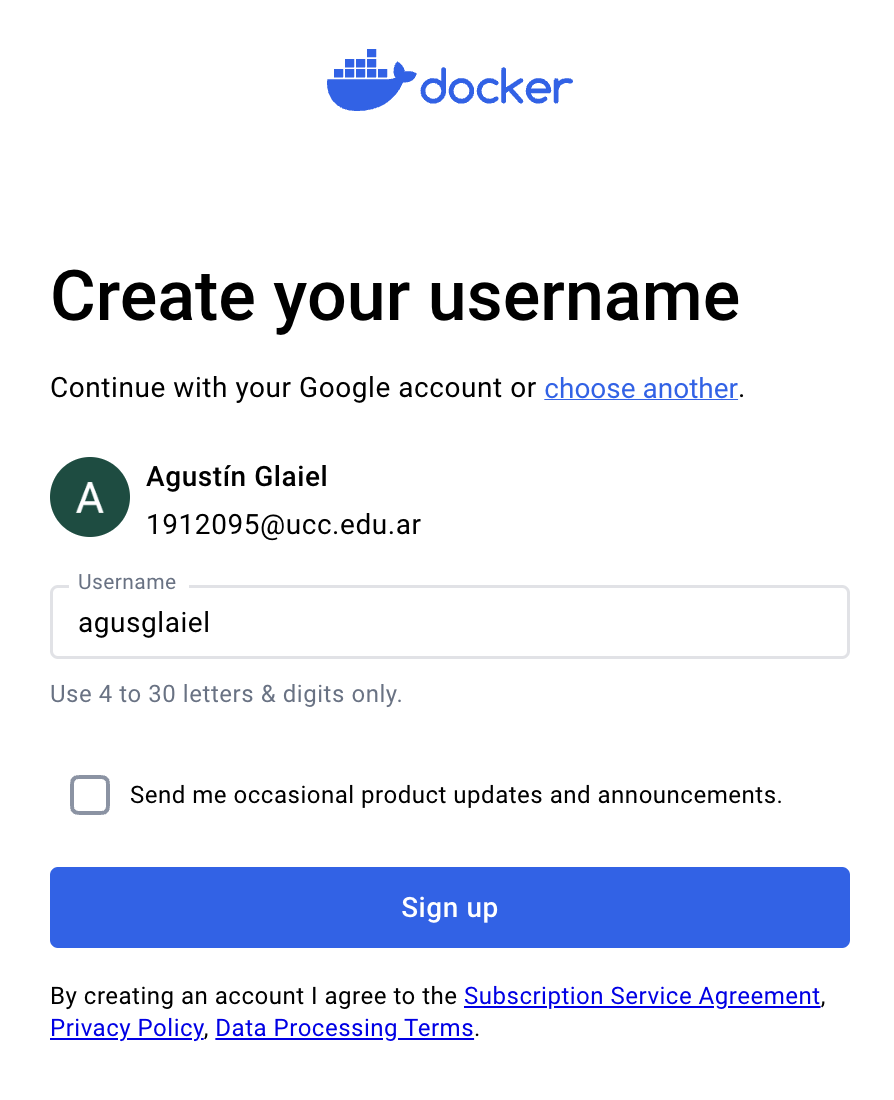 docker
Create your username
Continue with your Google account or choose another.
A
Agustín Glaiel
1912095@ucc.edu.ar
Username
agusglaiel
Use 4 to 30 letters & digits only.
Send me occasional product updates and announcements.
Sign up
By creating an account I agree to the Subscription Service Agreement,
Privacy Policy, Data Processing Terms.